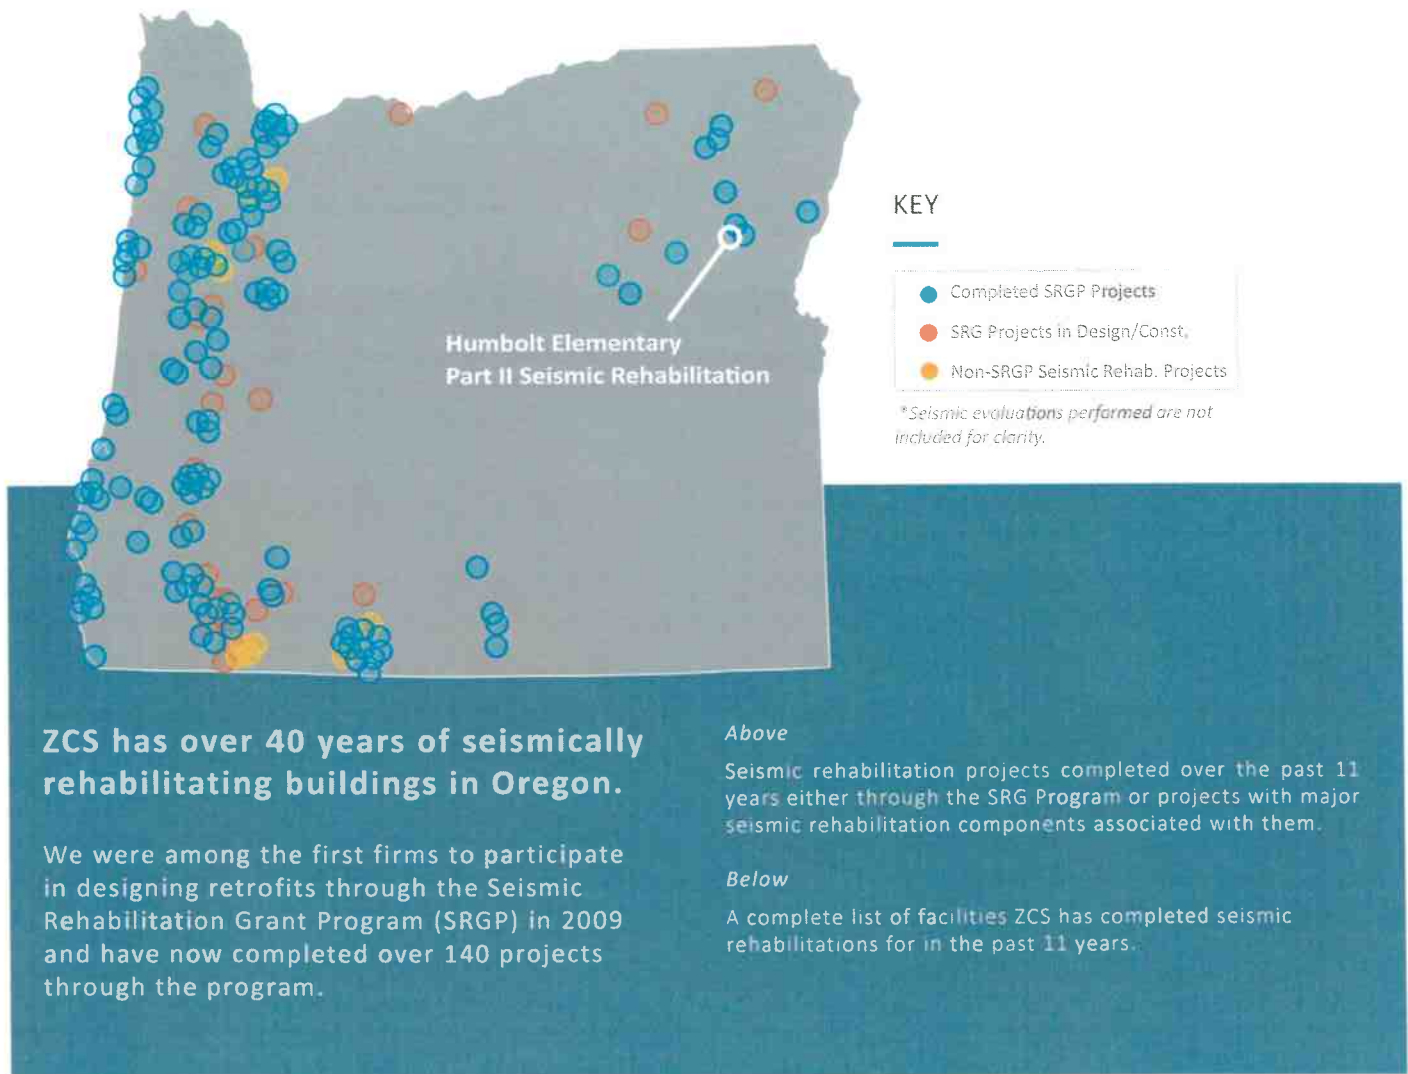 Humbolt Elementary
Part II Seismic Rehabilitation
KEY
Completed SRGP Projects
SRG Projects in Design/Const.
Non-SRGP Seismic Rehab. Projects
*Seismic evaluations performed are not
included for clarity.
ZCS has over 40 years of seismically
rehabilitating buildings in Oregon.
We were among the first firms to participate
in designing retrofits through the Seismic
Rehabilitation Grant Program (SRGP) in 2009
and have now completed over 140 projects
through the program.
Above
Seismic rehabilitation projects completed over the past 11
years either through the SRG Program or projects with major
seismic rehabilitation components associated with them.
Below
A complete list of facilities ZCS has completed seismic
rehabilitations for in the past 11 years.